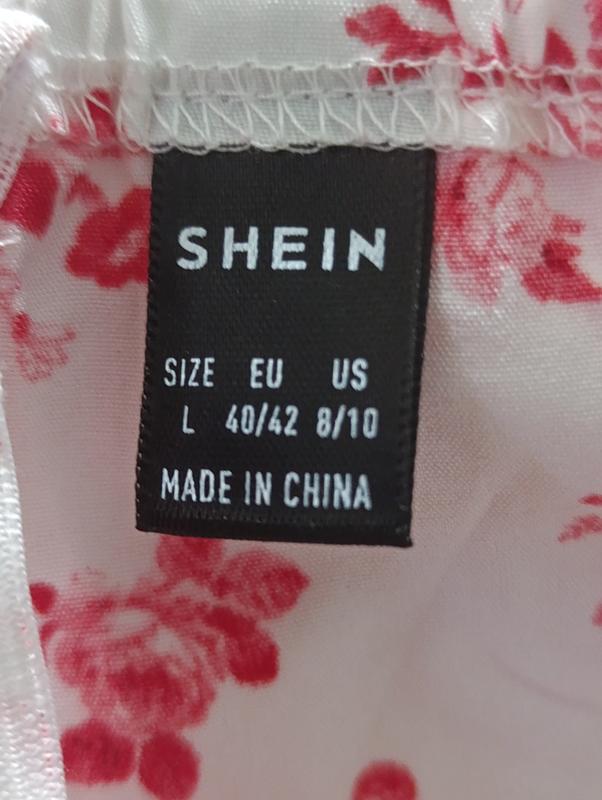 SHEIN
SIZE EU US
L 40/42 8/10
MADE IN CHINA